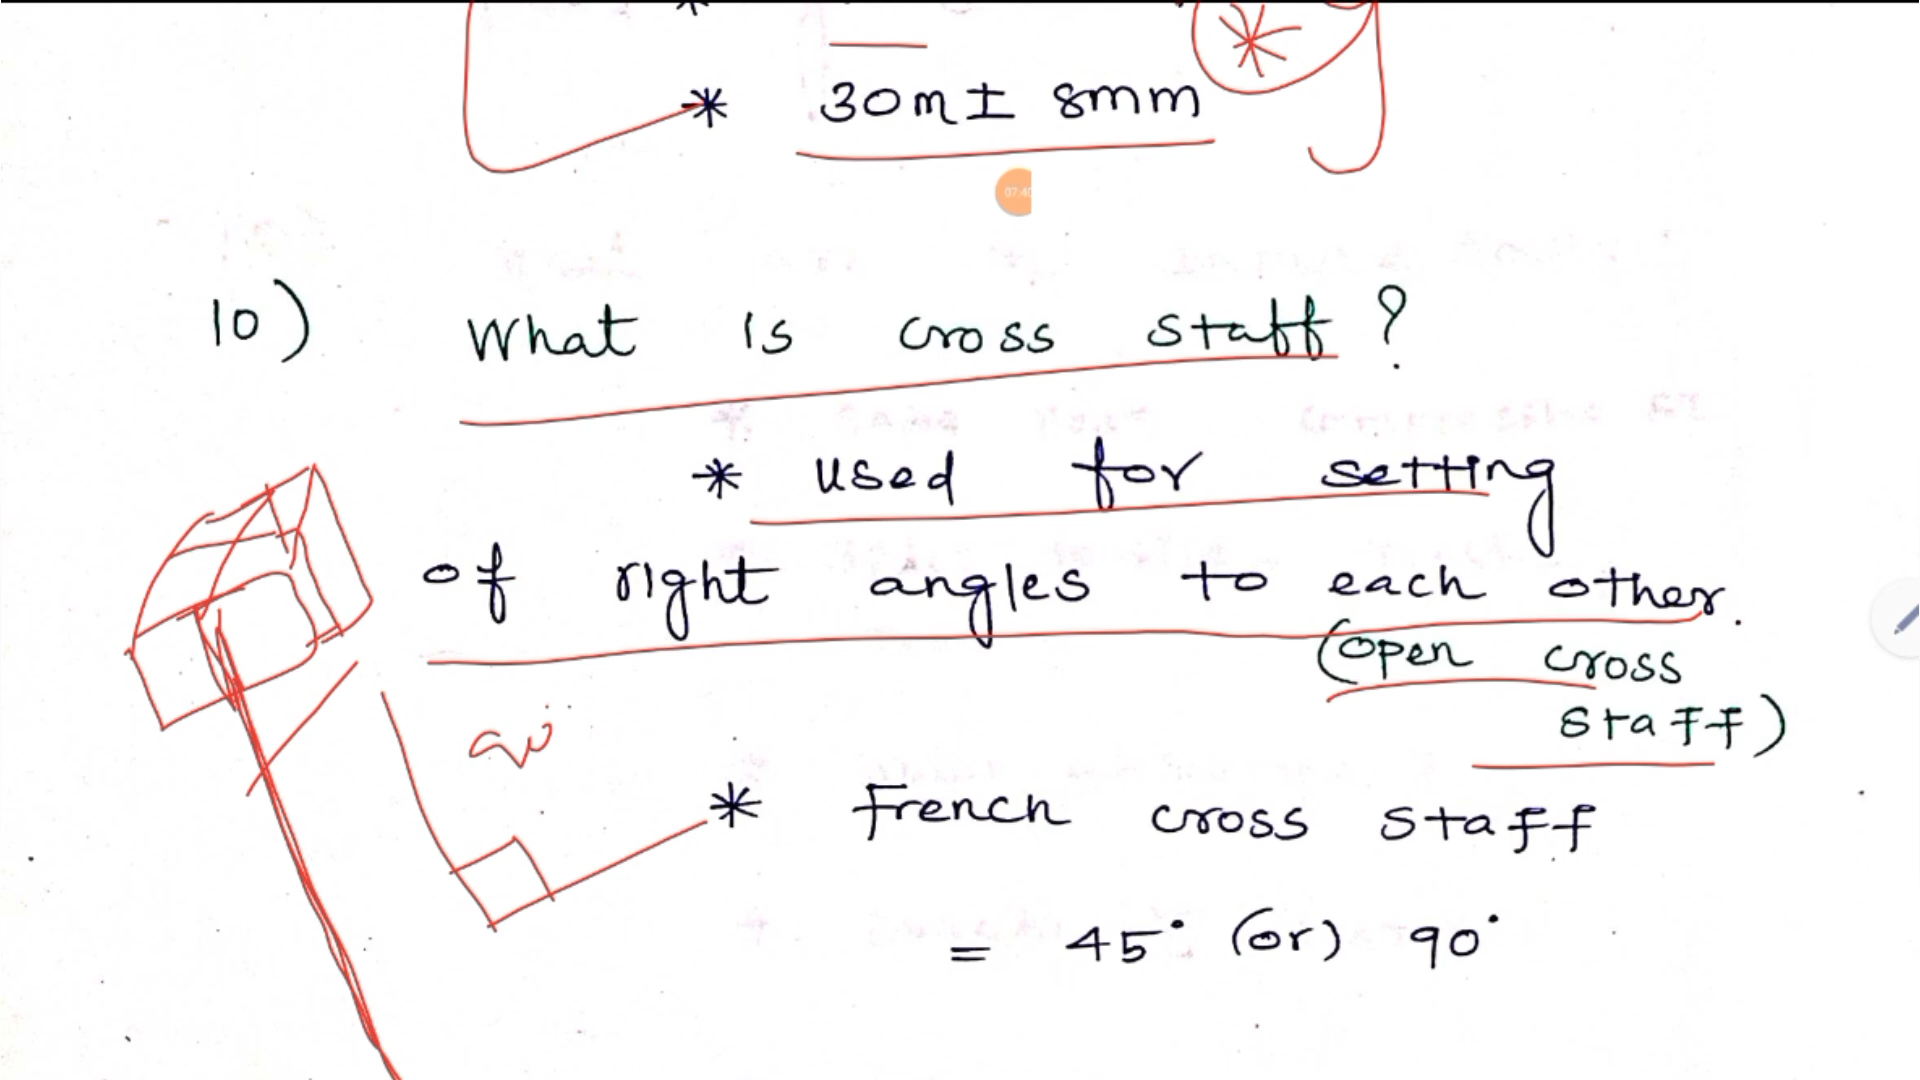 * 30m ± 8mm
10) What is cross staff ?
* used for setting
of right angles to each other.
(open cross
staff)
* French cross staff
= 45° (or) 90°